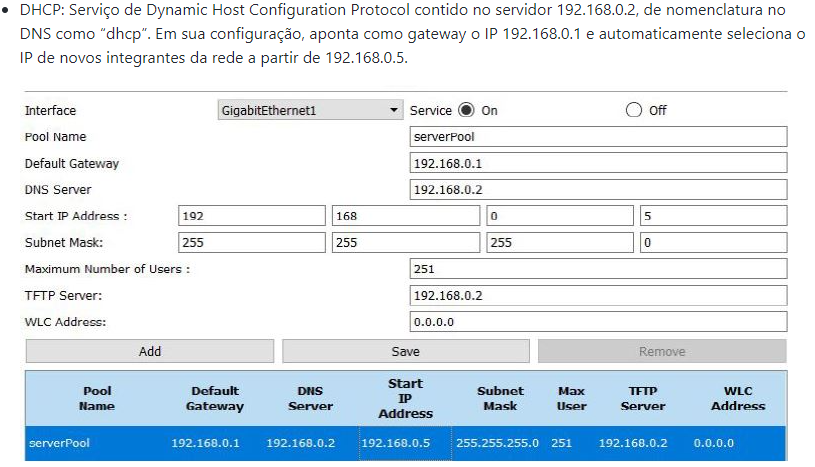 • DHCP: Serviço de Dynamic Host Configuration Protocol contido no servidor 192.168.0.2, de nomenclatura no
DNS como “dhcp”. Em sua configuração, aponta como gateway o IP 192.168.0.1 e automaticamente seleciona o
IP de novos integrantes da rede a partir de 192.168.0.5.
Interface GigabitEthernet1 Service On Off
Pool Name serverPool
Default Gateway 192.168.0.1
DNS Server 192.168.0.2
Start IP Address : 192 168 0 5
Subnet Mask: 255 255 255 0
Maximum Number of Users : 251
TFTP Server: 192.168.0.2
WLC Address: 0.0.0.0
Add Save Remove
Pool Name Default Gateway DNS Server Start IP Address Subnet Mask Max User TFTP Server WLC Address
serverPool 192.168.0.1 192.168.0.2 192.168.0.5 255.255.255.0 251 192.168.0.2 0.0.0.0